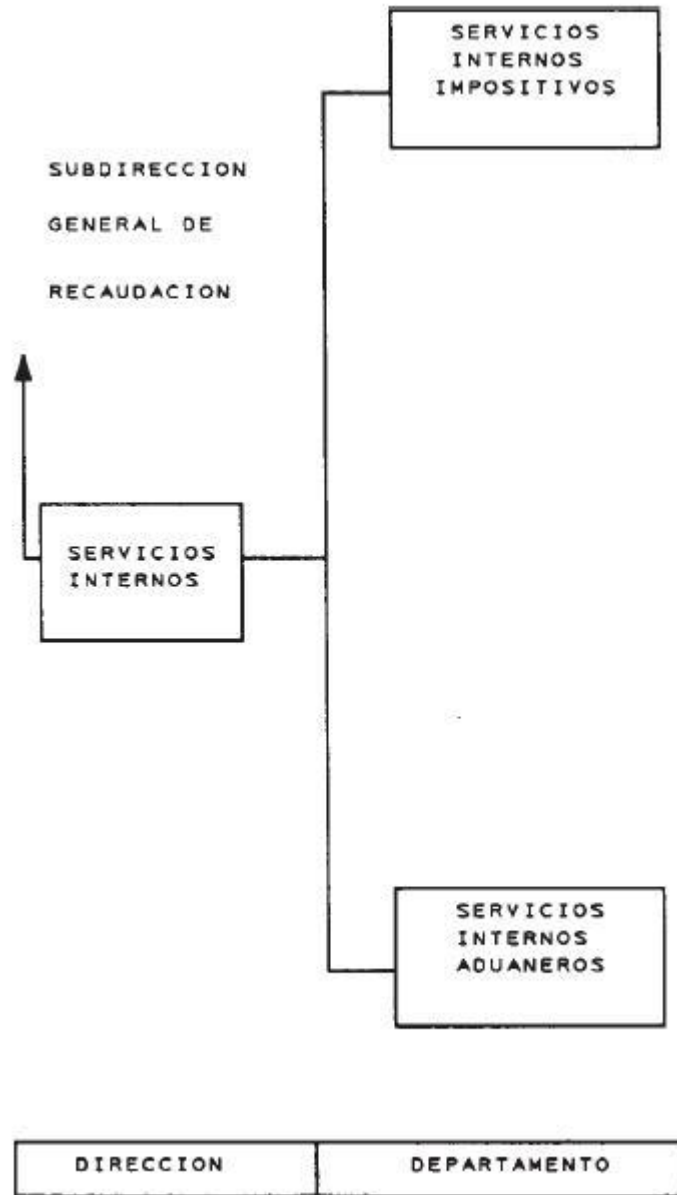 SERVICIOS
INTERNOS
IMPOSITIVOS
SUBDIRECCION
GENERAL DE
RECAUDACION
SERVICIOS
INTERNOS
SERVICIOS
INTERNOS
ADUANEROS
DIRECCION DEPARTAMENTO